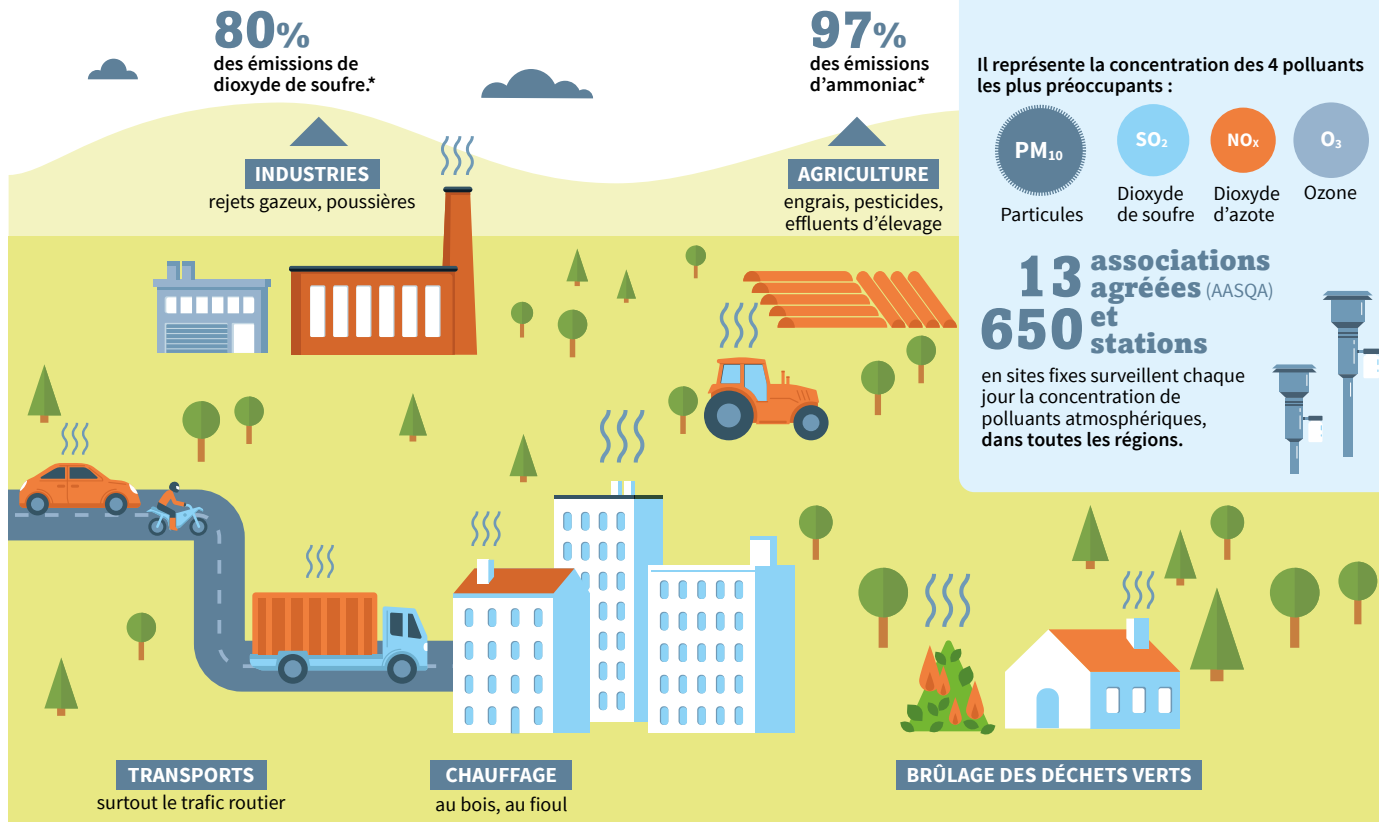 80%
des émissions de
dioxyde de soufre.*
INDUSTRIES
rejets gazeux, poussières
97%
des émissions
d'ammoniac*
AGRICULTURE
engrais, pesticides,
effluents d'élevage
Il représente la concentration des 4 polluants
les plus préoccupants :
PM₁₀
Particules
SO₂
Dioxyde
de soufre
NOₓ
Dioxyde
d'azote
O₃
Ozone
13 associations
agréées (AASQA)
et
650 stations
en sites fixes surveillent chaque
jour la concentration de
polluants atmosphériques,
dans toutes les régions.
TRANSPORTS
surtout le trafic routier
CHAUFFAGE
au bois, au fioul
BRÛLAGE DES DÉCHETS VERTS